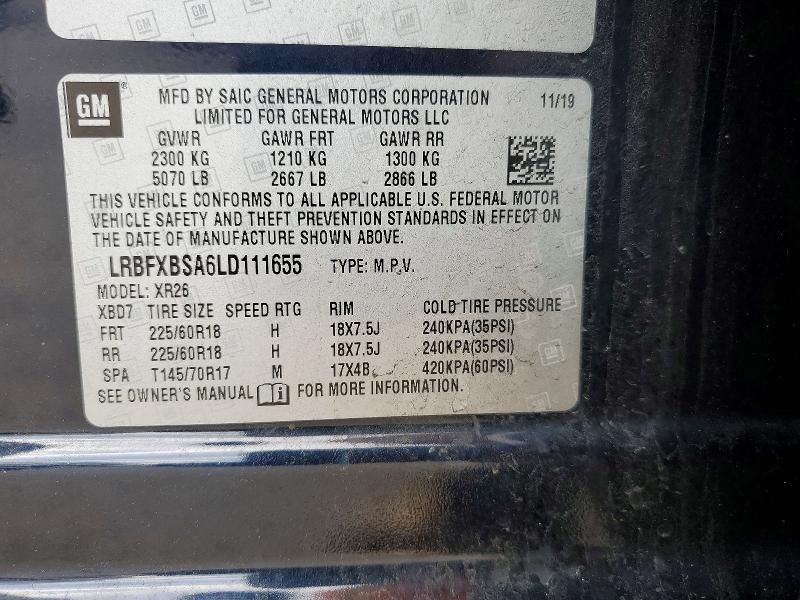 GM
MFD BY SAIC GENERAL MOTORS CORPORATION 11/19
LIMITED FOR GENERAL MOTORS LLC
GVWR GAWR FRT GAWR RR
2300 KG 1210 KG 1300 KG
5070 LB 2667 LB 2866 LB
THIS VEHICLE CONFORMS TO ALL APPLICABLE U.S. FEDERAL MOTOR
VEHICLE SAFETY AND THEFT PREVENTION STANDARDS IN EFFECT ON
THE DATE OF MANUFACTURE SHOWN ABOVE.
LRBFXBSA6LD111655 TYPE: M.P.V.
MODEL: XR26
XBD7 TIRE SIZE SPEED RTG RIM COLD TIRE PRESSURE
FRT 225/60R18 H 18X7.5J 240KPA(35PSI)
RR 225/60R18 H 18X7.5J 240KPA(35PSI)
SPA T145/70R17 M 17X4B 420KPA(60PSI)
SEE OWNER'S MANUAL FOR MORE INFORMATION.